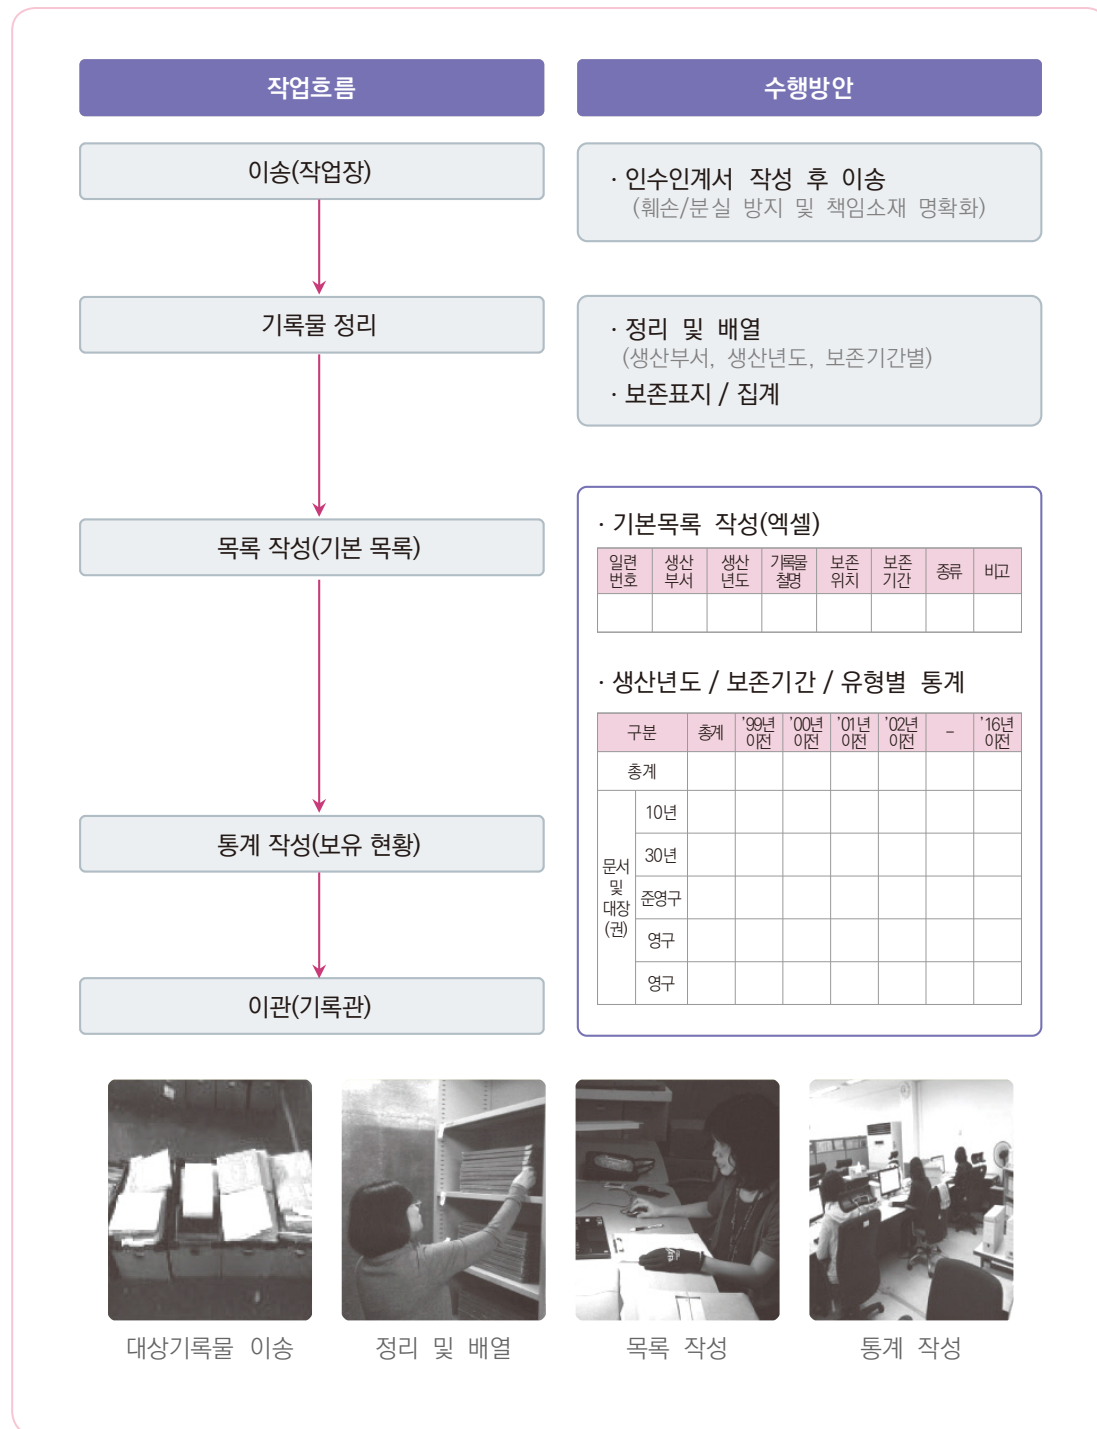 작업흐름
수행방안
이송(작업장)
· 인수인계서 작성 후 이송
(훼손/분실 방지 및 책임소재 명확화)
기록물 정리
· 정리 및 배열
(생산부서, 생산년도, 보존기간별)
· 보존표지 / 집계
목록 작성(기본 목록)
· 기본목록 작성(엑셀)
일련 번호 생산 부서 생산 년도 기록물 철명 보존 위치 보존 기간 종류 비고
· 생산년도 / 보존기간 / 유형별 통계
구분 총계 '99년 이전 '00년 이전 '01년 이전 '02년 이전 - '16년 이전
총계
문서 및 대장 (권)
10년
30년
준영구
영구
영구
통계 작성(보유 현황)
이관(기록관)
대상기록물 이송
정리 및 배열
목록 작성
통계 작성